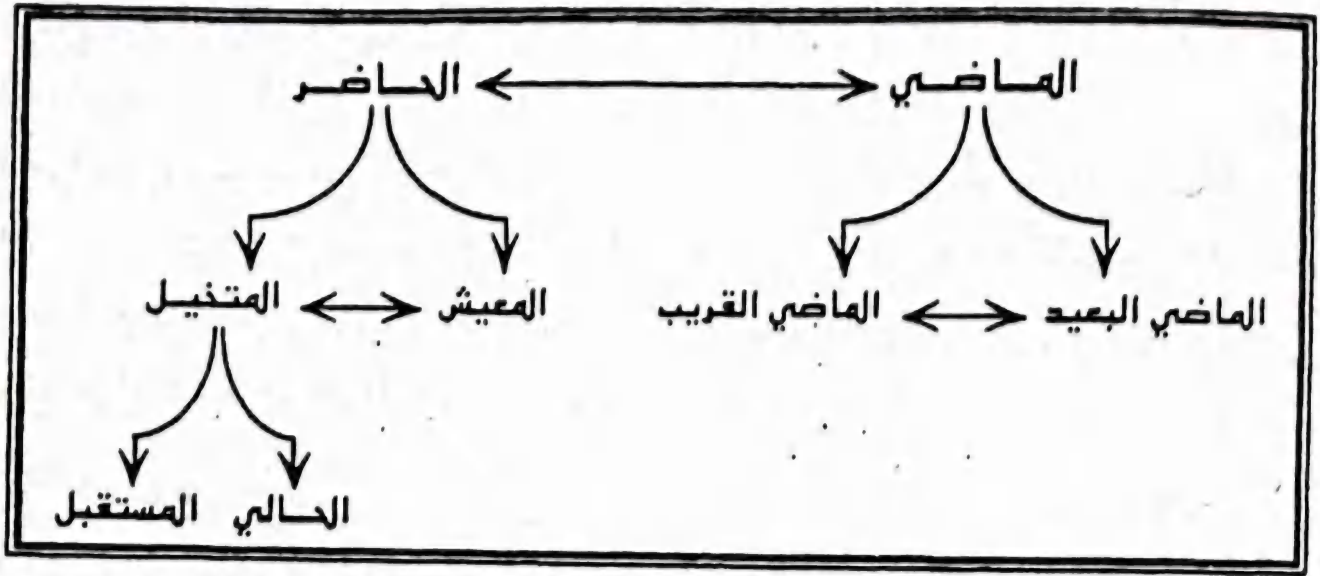 الماضي الحاضر
الماضي البعيد الماضي القريب المعيش المتخيل
الحالي المستقبل